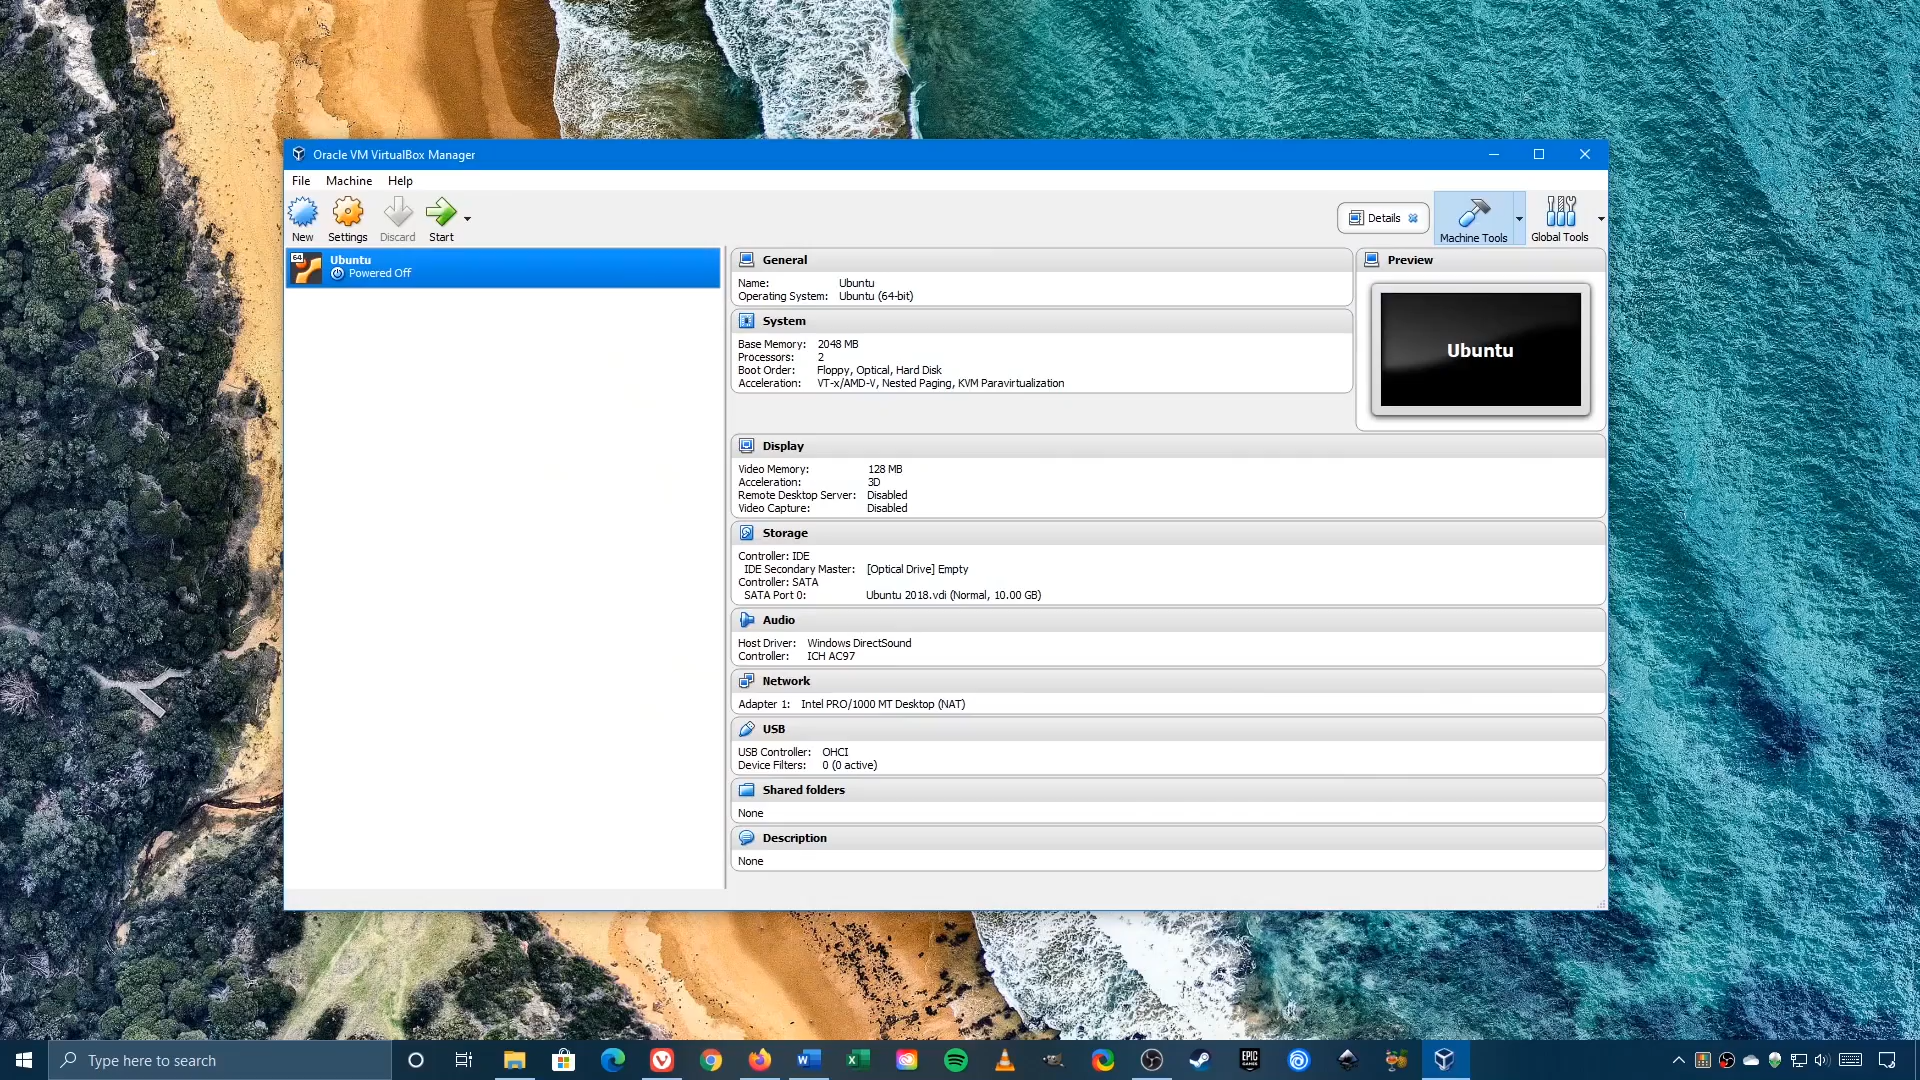 Oracle VM VirtualBox Manager
File Machine Help
New Settings Discard Start
Details Machine Tools Global Tools
64
Ubuntu
Powered Off
General
Name: Ubuntu
Operating System: Ubuntu (64-bit)
Preview
Ubuntu
System
Base Memory: 2048 MB
Processors: 2
Boot Order: Floppy, Optical, Hard Disk
Acceleration: VT-x/AMD-V, Nested Paging, KVM Paravirtualization
Display
Video Memory: 128 MB
Acceleration: 3D
Remote Desktop Server: Disabled
Video Capture: Disabled
Storage
Controller: IDE
IDE Secondary Master: [Optical Drive] Empty
Controller: SATA
SATA Port 0: Ubuntu 2018.vdi (Normal, 10.00 GB)
Audio
Host Driver: Windows DirectSound
Controller: ICH AC97
Network
Adapter 1: Intel PRO/1000 MT Desktop (NAT)
USB
USB Controller: OHCI
Device Filters: 0 (0 active)
Shared folders
None
Description
None
Type here to search
EPIC GAMES